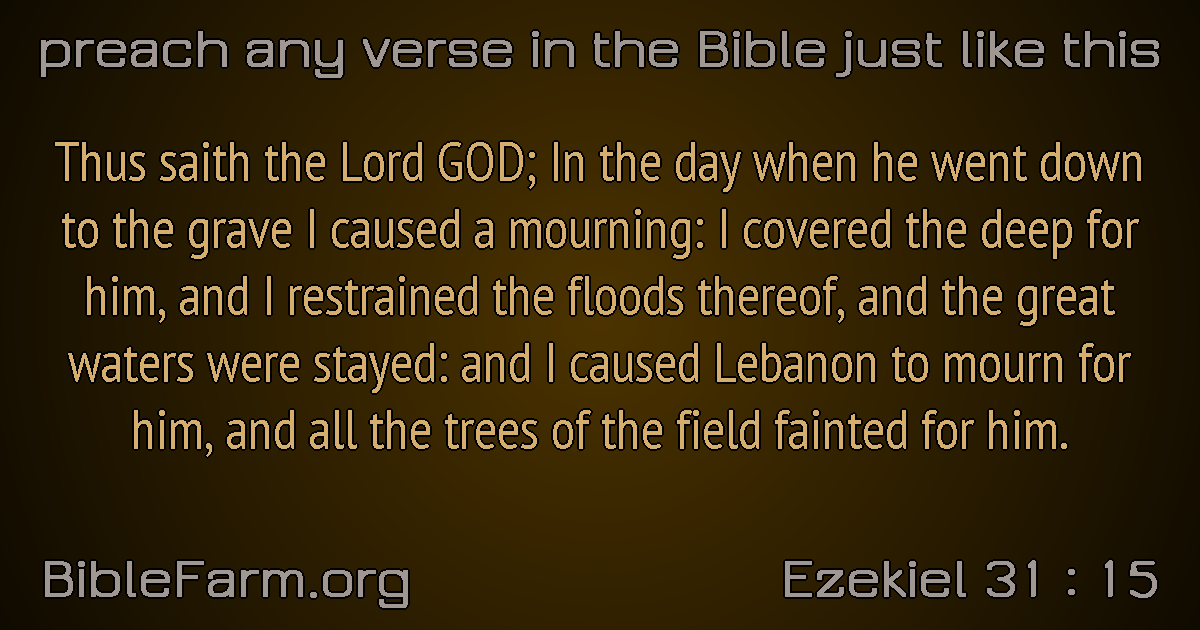 preach any verse in the Bible just like this
Thus saith the Lord GOD; In the day when he went down
to the grave I caused a mourning: I covered the deep for
him, and I restrained the floods thereof, and the great
waters were stayed: and I caused Lebanon to mourn for
him, and all the trees of the field fainted for him.
BibleFarm.org
Ezekiel 31 : 15